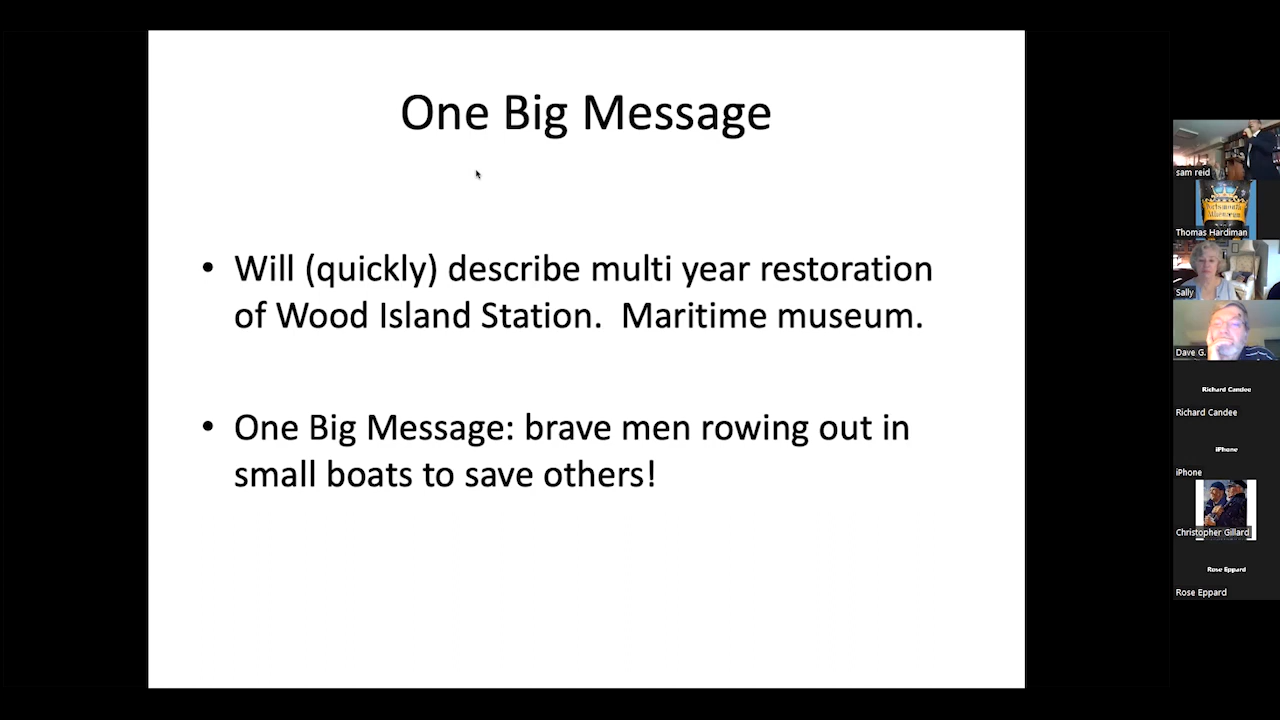 One Big Message
• Will (quickly) describe multi year restoration
of Wood Island Station.  Maritime museum.
• One Big Message: brave men rowing out in
small boats to save others!
sam reid
Portsmouth
Athenæum
Thomas Hardiman
Sally
Dave G.
Richard Candee
Richard Candee
iPhone
iPhone
Christopher Gillard
Rose Eppard
Rose Eppard